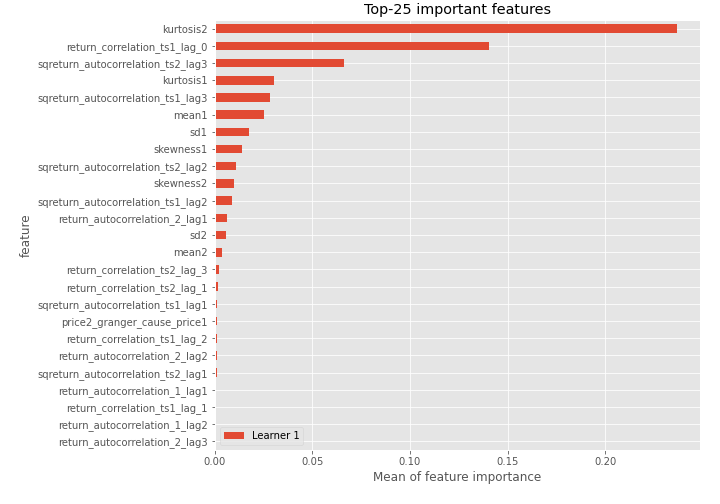 Top-25 important features
kurtosis2
return_correlation_ts1_lag_0
sqreturn_autocorrelation_ts2_lag3
kurtosis1
sqreturn_autocorrelation_ts1_lag3
mean1
sd1
skewness1
sqreturn_autocorrelation_ts2_lag2
skewness2
sqreturn_autocorrelation_ts1_lag2
return_autocorrelation_2_lag1
sd2
mean2
return_correlation_ts2_lag_3
return_correlation_ts2_lag_1
sqreturn_autocorrelation_ts1_lag1
price2_granger_cause_price1
return_correlation_ts1_lag_2
return_autocorrelation_2_lag2
sqreturn_autocorrelation_ts2_lag1
return_autocorrelation_1_lag1
return_correlation_ts1_lag_1
return_autocorrelation_1_lag2
return_autocorrelation_2_lag3
feature
Learner 1
0.00 0.05 0.10 0.15 0.20
Mean of feature importance